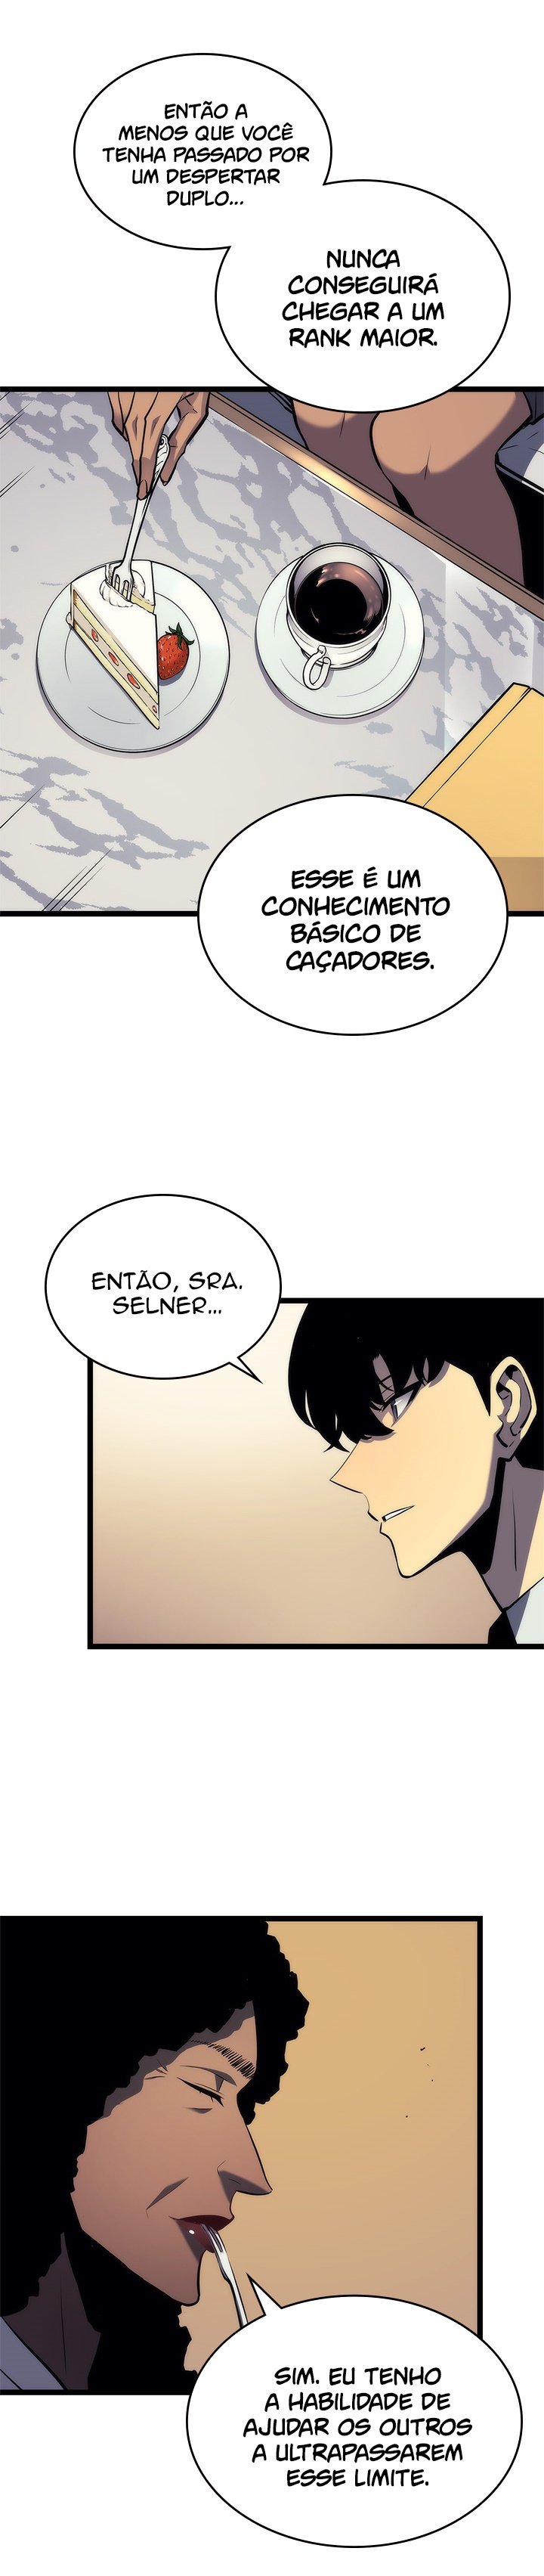 ENTÃO A
MENOS QUE VOCÊ
TENHA PASSADO POR
UM DESPERTAR
DUPLO...
NUNCA
CONSEGUIRÁ
CHEGAR A UM
RANK MAIOR.
ESSE É UM
CONHECIMENTO
BÁSICO DE
CAÇADORES.
ENTÃO, SRA.
SELNER...
SIM. EU TENHO
A HABILIDADE DE
AJUDAR OS OUTROS
A ULTRAPASSAREM
ESSE LIMITE.